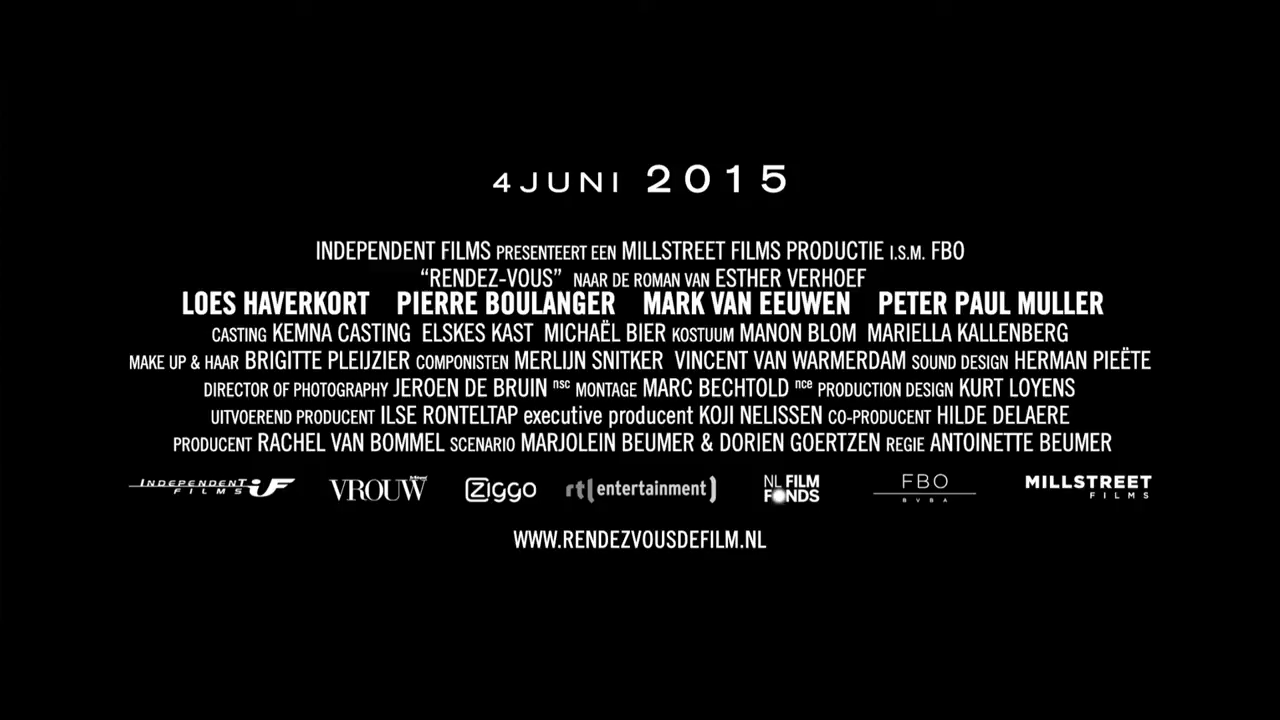 4 JUNI 2015
INDEPENDENT FILMS PRESENTEERT EEN MILLSTREET FILMS PRODUCTIE I.S.M. FBO
“RENDEZ-VOUS” NAAR DE ROMAN VAN ESTHER VERHOEF
LOES HAVERKORT PIERRE BOULANGER MARK VAN EEUWEN PETER PAUL MULLER
CASTING KEMNA CASTING ELSKES KAST MICHAËL BIER KOSTUUM MANON BLOM MARIELLA KALLENBERG
MAKE UP & HAAR BRIGITTE PLEIJZIER COMPONISTEN MERLIJN SNITKER VINCENT VAN WARMERDAM SOUND DESIGN HERMAN PIEËTE
DIRECTOR OF PHOTOGRAPHY JEROEN DE BRUIN nsc MONTAGE MARC BECHTOLD nce PRODUCTION DESIGN KURT LOYENS
UITVOEREND PRODUCENT ILSE RONTELTAP executive producent KOJI NELISSEN CO-PRODUCENT HILDE DELAERE
PRODUCENT RACHEL VAN BOMMEL SCENARIO MARJOLEIN BEUMER & DORIEN GOERTZEN REGIE ANTOINETTE BEUMER
INDEPENDENT FILMS iF VROUW ziggo rtl entertainment NL FILM FONDS FBO BVBA MILLSTREET FILMS
WWW.RENDEZVOUSDEFILM.NL